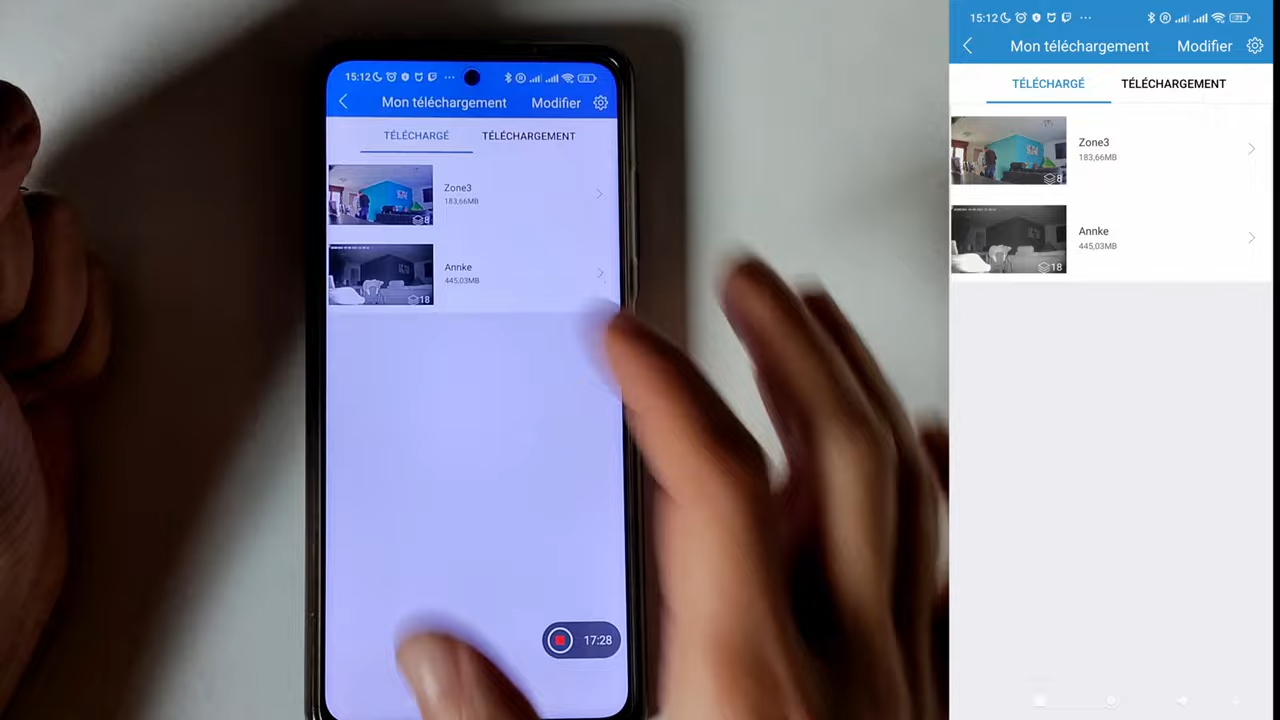 15:12
Mon téléchargement Modifier
TÉLÉCHARGÉ TÉLÉCHARGEMENT
Zone3
183,66MB
8
Annke
445,03MB
18
17:28
15:12
Mon téléchargement Modifier
TÉLÉCHARGÉ TÉLÉCHARGEMENT
Zone3
183,66MB
8
Annke
445,03MB
18